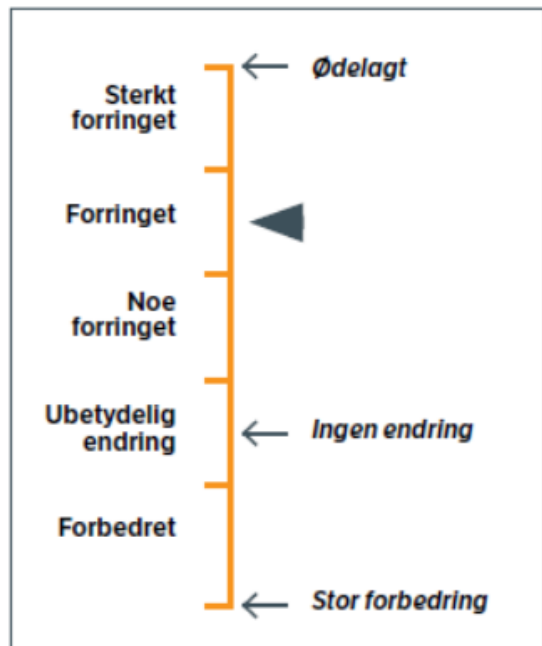 Ødelagt
Sterkt
forringet
Forringet
Noe
forringet
Ubetydelig
endring
Ingen endring
Forbedret
Stor forbedring